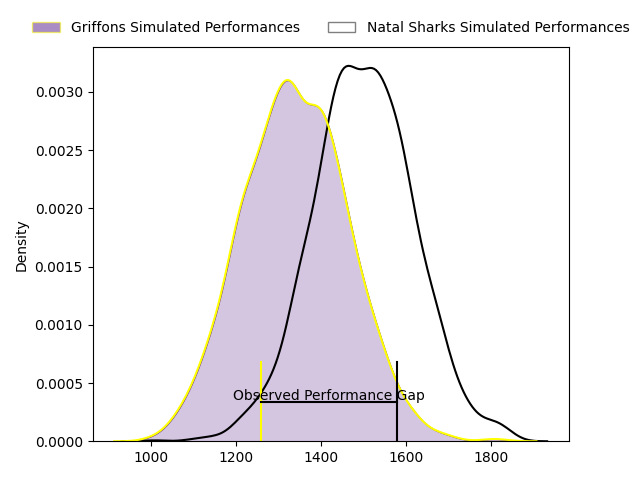 Griffons Simulated Performances
Natal Sharks Simulated Performances
0.0030
0.0025
0.0020
0.0015
0.0010
0.0005
0.0000
Density
Observed Performance Gap
1000 1200 1400 1600 1800